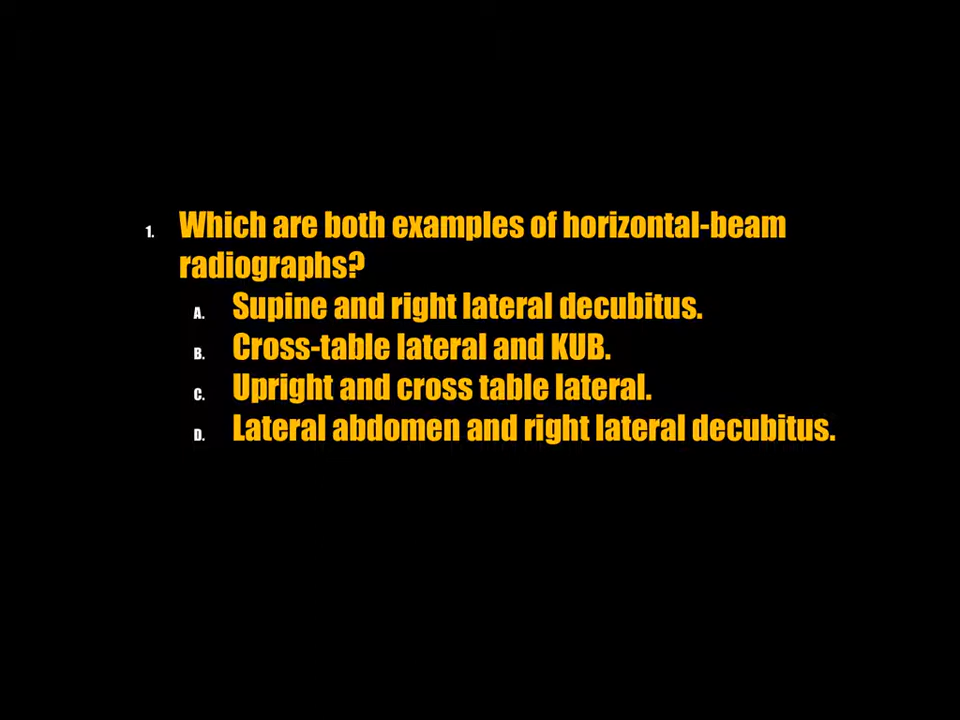 1. Which are both examples of horizontal-beam
radiographs?
A. Supine and right lateral decubitus.
B. Cross-table lateral and KUB.
C. Upright and cross table lateral.
D. Lateral abdomen and right lateral decubitus.